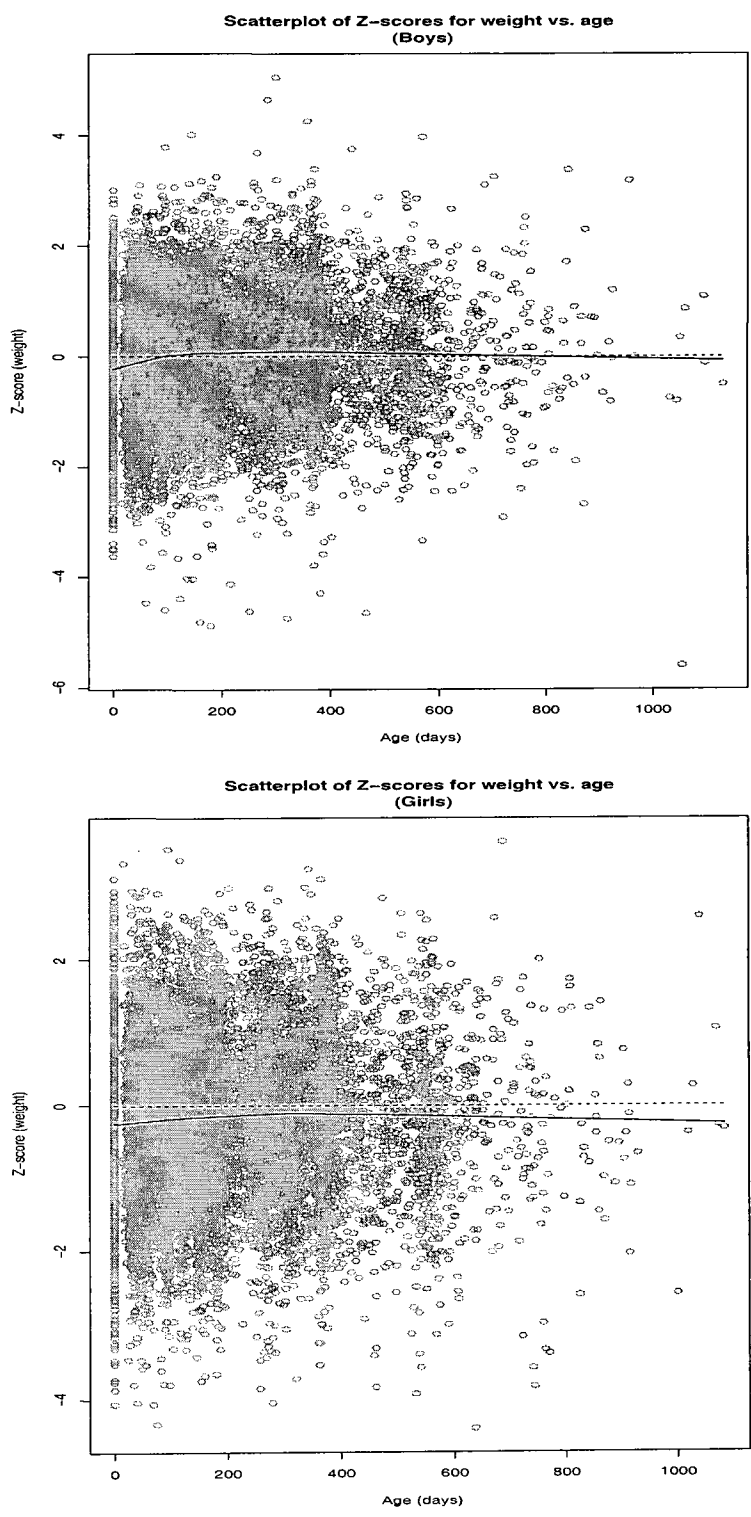 Scatterplot of Z-scores for weight vs. age
(Boys)
Z-score (weight)
4
2
0
-2
-4
-6
0 200 400 600 800 1000
Age (days)
Scatterplot of Z-scores for weight vs. age
(Girls)
Z-score (weight)
2
0
-2
-4
0 200 400 600 800 1000
Age (days)